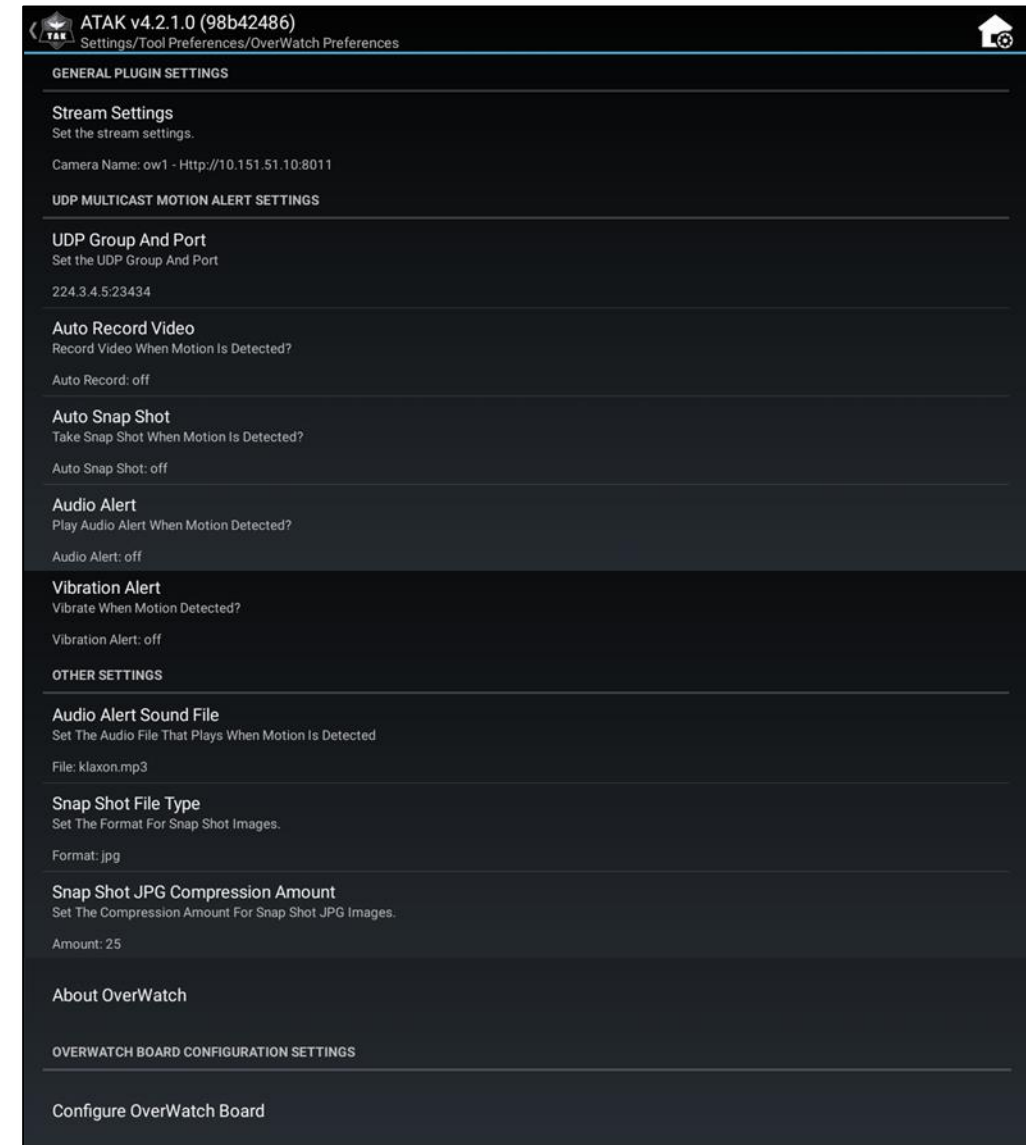 ATAK v4.2.1.0 (98b42486)
TAK
Settings/Tool Preferences/OverWatch Preferences
GENERAL PLUGIN SETTINGS
Stream Settings
Set the stream settings.
Camera Name: ow1 - Http://10.151.51.10:8011
UDP MULTICAST MOTION ALERT SETTINGS
UDP Group And Port
Set the UDP Group And Port
224.3.4.5:23434
Auto Record Video
Record Video When Motion Is Detected?
Auto Record: off
Auto Snap Shot
Take Snap Shot When Motion Is Detected?
Auto Snap Shot: off
Audio Alert
Play Audio Alert When Motion Detected?
Audio Alert: off
Vibration Alert
Vibrate When Motion Detected?
Vibration Alert: off
OTHER SETTINGS
Audio Alert Sound File
Set The Audio File That Plays When Motion Is Detected
File: klaxon.mp3
Snap Shot File Type
Set The Format For Snap Shot Images.
Format: jpg
Snap Shot JPG Compression Amount
Set The Compression Amount For Snap Shot JPG Images.
Amount: 25
About OverWatch
OVERWATCH BOARD CONFIGURATION SETTINGS
Configure OverWatch Board